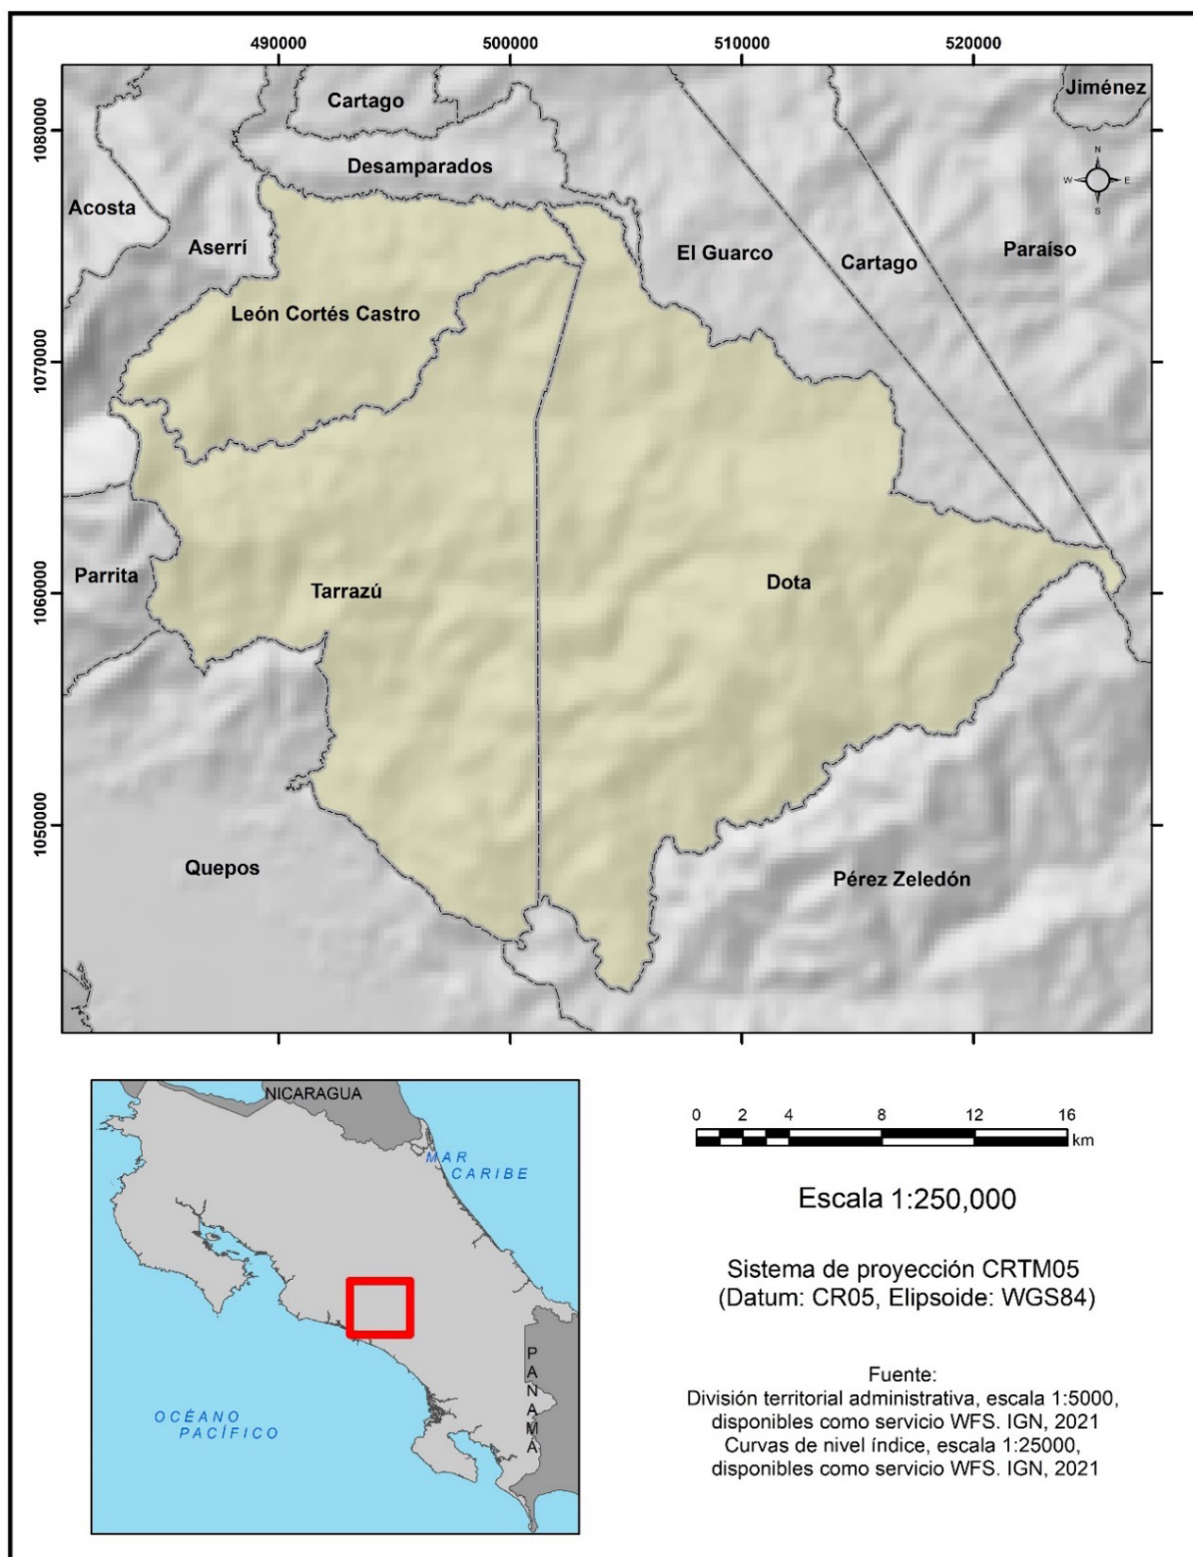 490000
500000
510000
520000
1080000
1070000
1060000
1050000
Cartago
Jiménez
Desamparados
N
W
E
S
Acosta
Aserrí
El Guarco
Cartago
Paraíso
León Cortés Castro
Parrita
Tarrazú
Dota
Quepos
Pérez Zeledón
NICARAGUA
MAR
CARIBE
OCÉANO
PACÍFICO
PANAMÁ
0 2 4 8 12 16
km
Escala 1:250,000
Sistema de proyección CRTM05
(Datum: CR05, Elipsoide: WGS84)
Fuente:
División territorial administrativa, escala 1:5000,
disponibles como servicio WFS. IGN, 2021
Curvas de nivel índice, escala 1:25000,
disponibles como servicio WFS. IGN, 2021